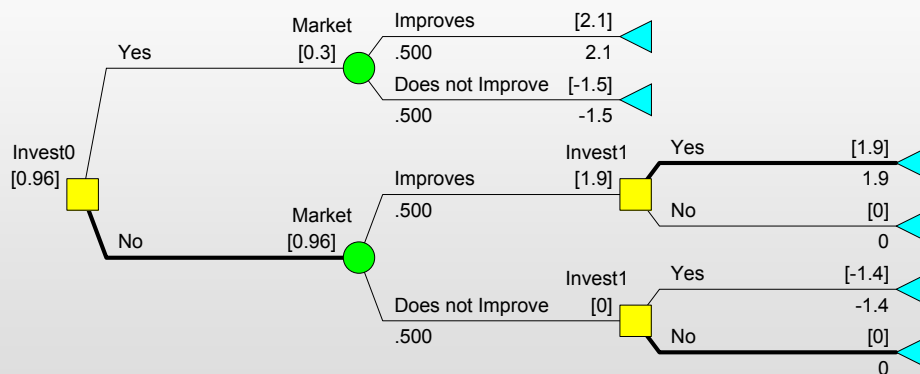 Improves [2.1]
Market
Yes [0.3] .500 2.1
Does not Improve [-1.5]
.500 -1.5
Invest0
[0.96]
Invest1 Yes [1.9]
Improves [1.9] 1.9
.500 No [0]
Market 0
No [0.96]
Invest1 Yes [-1.4]
Does not Improve [0] -1.4
.500 No [0]
0